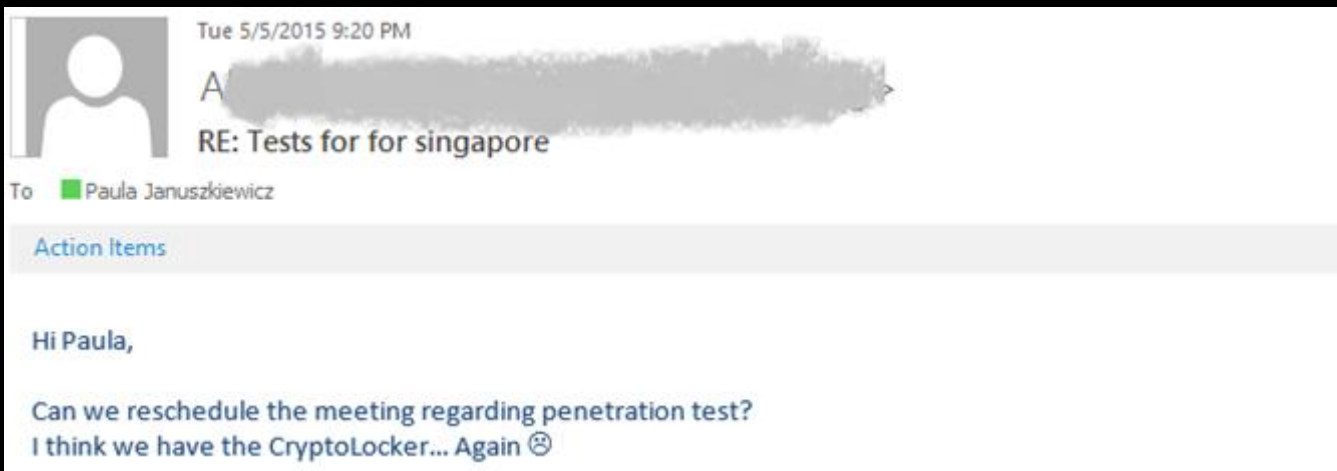 Tue 5/5/2015 9:20 PM
A
RE: Tests for for singapore
To Paula Januszkiewicz
Action Items
Hi Paula,
Can we reschedule the meeting regarding penetration test?
I think we have the CryptoLocker... Again ☹